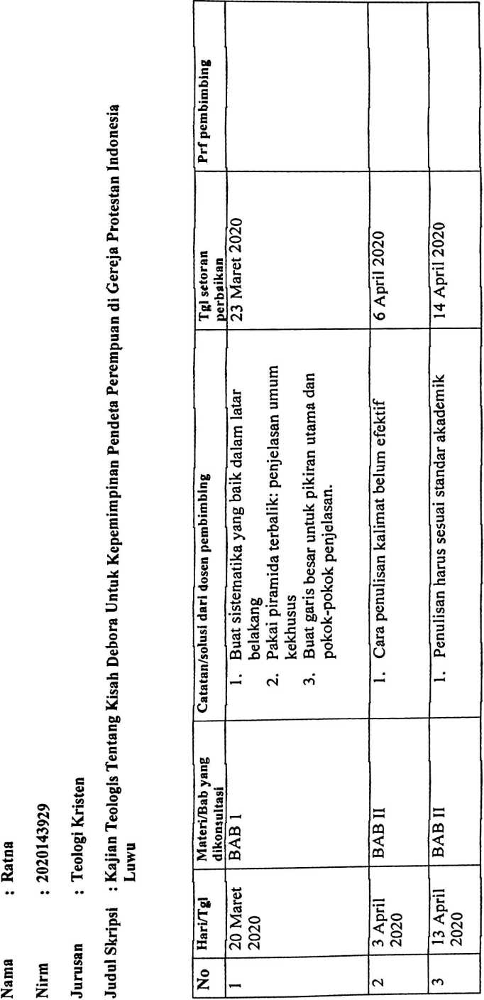 Nama : Ratna
Nirm : 2020143929
Jurusan : Teologi Kristen
Judul Skripsi : Kajian Teologis Tentang Kisah Debora Untuk Kepemimpinan Pendeta Perempuan di Gereja Protestan Indonesia
Luwu
No Hari/Tgl Materi/Bab yang dikonsultasi Catatan/solusi dari dosen pembimbing Tgl setoran perbaikan Prf pembimbing
1 20 Maret 2020 BAB 1 1. Buat sistematika yang baik dalam latar
belakang
2. Pakai piramida terbalik: penjelasan umum
kekhusus
3. Buat garis besar untuk pikiran utama dan
pokok-pokok penjelasan.
23 Maret 2020
2 3 April 2020 BAB II 1. Cara penulisan kalimat belum efektif 6 April 2020
3 13 April 2020 BAB II 1. Penulisan harus sesuai standar akademik 14 April 2020